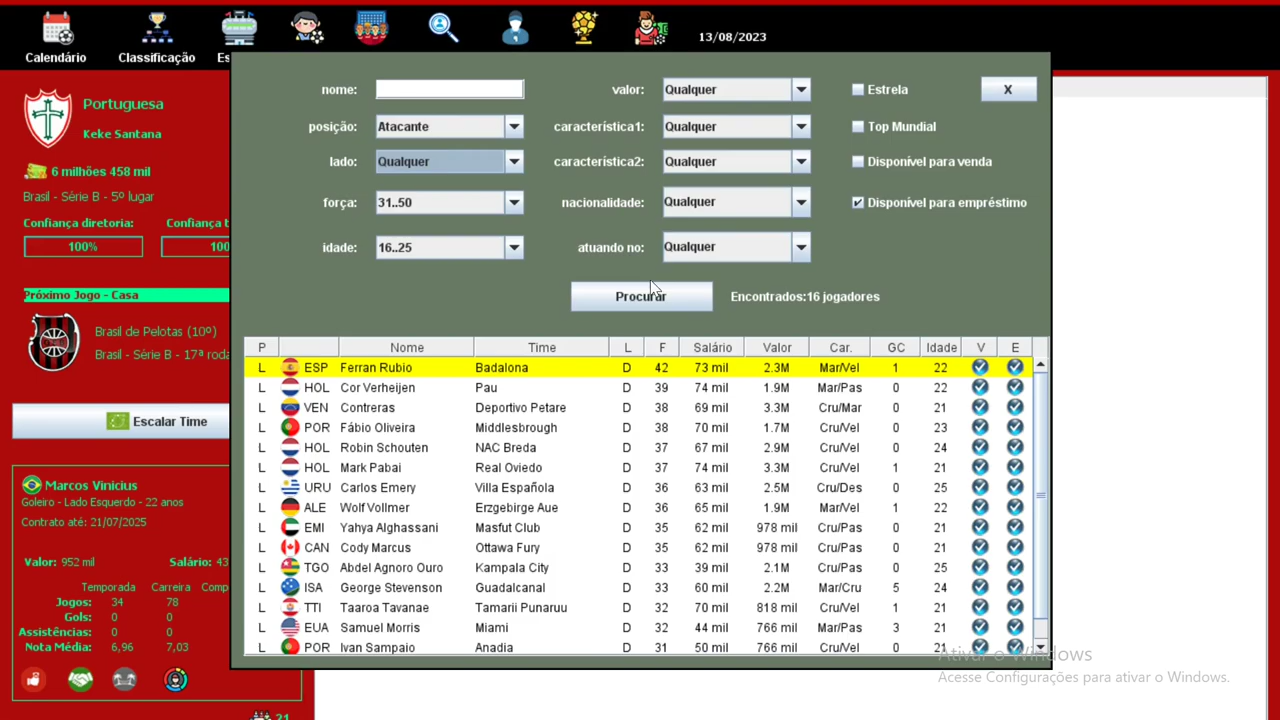 13/08/2023
Calendário Classificação Es
Portuguesa
Keke Santana
6 milhões 458 mil
Brasil - Série B - 5º lugar
Confiança diretoria: Confiança t
100% 100
Próximo Jogo - Casa
Brasil de Pelotas (10º)
Brasil - Série B - 17ª roda
Escalar Time
Marcos Vinicius
Goleiro - Lado Esquerdo - 22 anos
Contrato até: 21/07/2025
Valor: 952 mil Salário: 43
Temporada Carreira Comp
Jogos: 34 78
Gols: 0 0
Assistências: 0 0
Nota Média: 6,96 7,03
21
nome: valor: Qualquer Estrela X
posição: Atacante característica1: Qualquer Top Mundial
lado: Qualquer característica2: Qualquer Disponível para venda
força: 31..50 nacionalidade: Qualquer Disponível para empréstimo
idade: 16..25 atuando no: Qualquer
Procurar Encontrados:16 jogadores
P Nome Time L F Salário Valor Car. GC Idade V E
L ESP Ferran Rubio Badalona D 42 73 mil 2.3M Mar/Vel 1 22
L HOL Cor Verheijen Pau D 39 74 mil 1.9M Mar/Pas 0 22
L VEN Contreras Deportivo Petare D 38 69 mil 3.3M Cru/Mar 0 21
L POR Fábio Oliveira Middlesbrough D 38 70 mil 1.7M Cru/Vel 0 23
L HOL Robin Schouten NAC Breda D 37 67 mil 2.9M Cru/Vel 0 24
L HOL Mark Pabai Real Oviedo D 37 74 mil 3.3M Cru/Vel 1 21
L URU Carlos Emery Villa Española D 36 63 mil 2.5M Cru/Des 0 25
L ALE Wolf Vollmer Erzgebirge Aue D 36 65 mil 1.9M Mar/Vel 1 22
L EMI Yahya Alghassani Masfut Club D 35 62 mil 978 mil Cru/Pas 0 21
L CAN Cody Marcus Ottawa Fury D 35 62 mil 978 mil Cru/Pas 0 21
L TGO Abdel Agnoro Ouro Kampala City D 33 39 mil 2.1M Cru/Pas 0 25
L ISA George Stevenson Guadalcanal D 33 60 mil 2.2M Mar/Cru 5 24
L TTI Taaroa Tavanae Tamarii Punaruu D 32 70 mil 818 mil Cru/Vel 1 21
L EUA Samuel Morris Miami D 32 44 mil 766 mil Mar/Pas 3 21
L POR Ivan Sampaio Anadia D 31 50 mil 766 mil Cru/Vel 0 21
Ativar o Windows
Acesse Configurações para ativar o Windows.